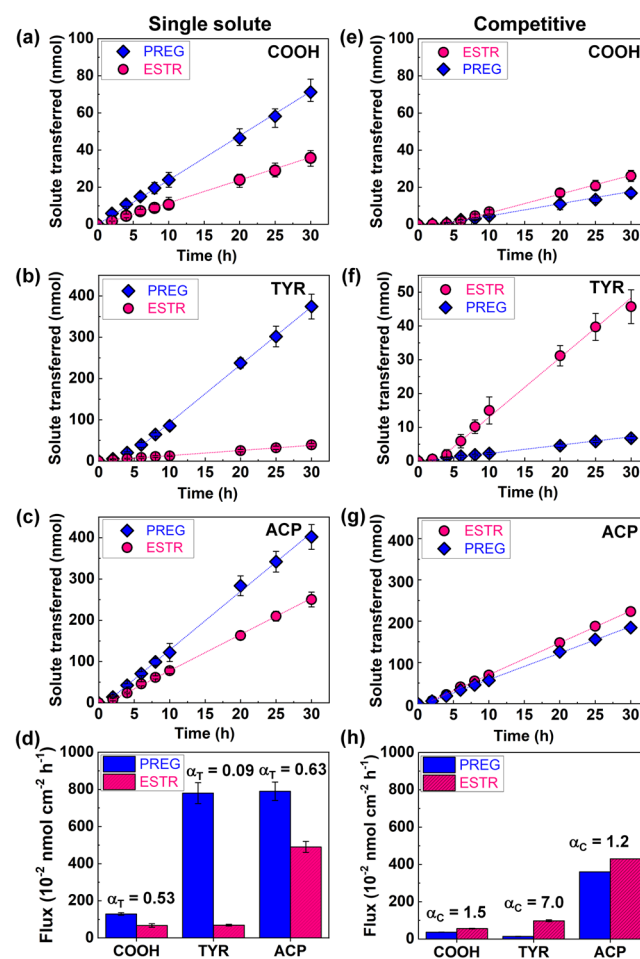 Single solute
Competitive
(a)
PREG
ESTR
COOH
Solute transferred (nmol)
100
80
60
40
20
0
0 5 10 15 20 25 30
Time (h)
(e)
ESTR
PREG
COOH
Solute transferred (nmol)
100
80
60
40
20
0
0 5 10 15 20 25 30
Time (h)
(b)
PREG
ESTR
TYR
Solute transferred (nmol)
400
300
200
100
0
0 5 10 15 20 25 30
Time (h)
(f)
ESTR
PREG
TYR
Solute transferred (nmol)
50
40
30
20
10
0
0 5 10 15 20 25 30
Time (h)
(c)
PREG
ESTR
ACP
Solute transferred (nmol)
400
300
200
100
0
0 5 10 15 20 25 30
Time (h)
(g)
ESTR
PREG
ACP
Solute transferred (nmol)
400
300
200
100
0
0 5 10 15 20 25 30
Time (h)
(d)
PREG
ESTR
Flux (10⁻² nmol cm⁻² h⁻¹)
1000
800
600
400
200
0
α_T = 0.53
α_T = 0.09
α_T = 0.63
COOH TYR ACP
(h)
PREG
ESTR
Flux (10⁻² nmol cm⁻² h⁻¹)
1000
800
600
400
200
0
α_C = 1.5
α_C = 7.0
α_C = 1.2
COOH TYR ACP